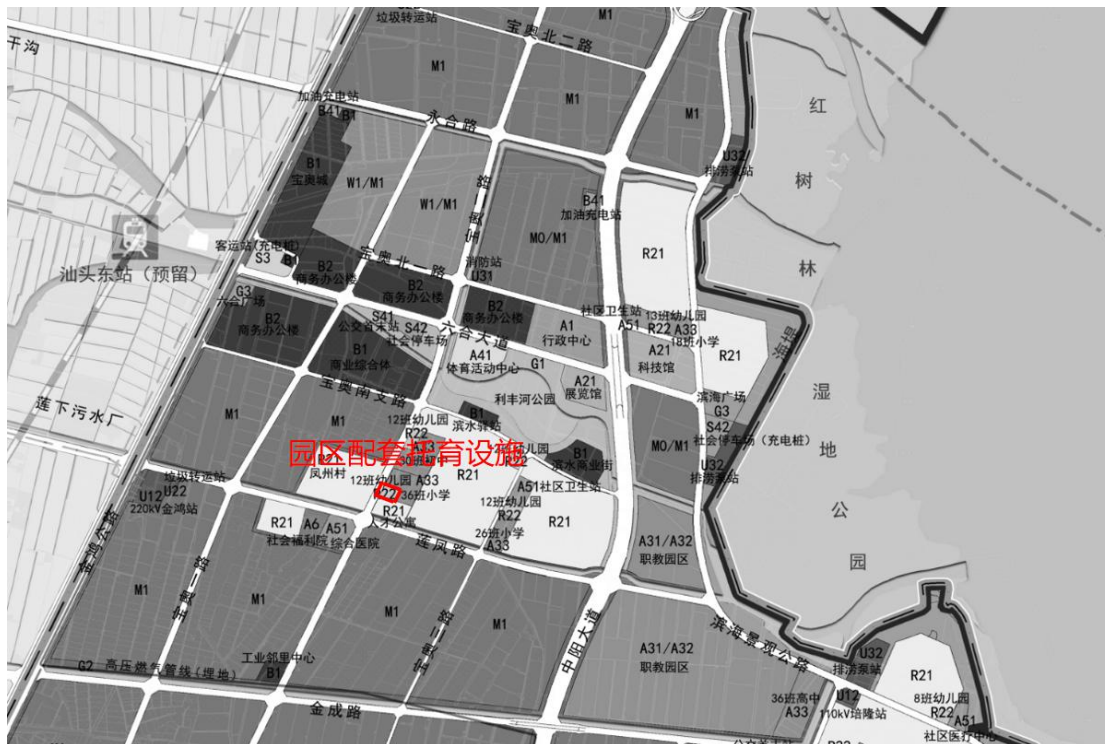 垃圾转运站
M1
宝奥北二路
干沟
M1
M1
加油充电站
B41
B1
永合路
M1
红
树
林
湿
地
公
园
U32
排涝泵站
B1
宝奥城
W1/M1
W1/M1
B41
加油充电站
M0/M1
R21
汕头东站（预留）
客运站(充电桩)
S3
宝奥北一路
消防站
U31
B2
商务办公楼
B2
商务办公楼
B2
商务办公楼
G3
六合广场
B2
商务办公楼
S41
公交首末站
S42
社会停车场
六合大道
社区卫生站
A51
13班幼儿园
R22
A33
18班小学
A1
行政中心
A21
科技馆
R21
海堤
B1
商业综合体
A41
体育活动中心
G1
A21
展览馆
利丰河公园
宝奥南支路
滨海广场
G3
S42
社会停车场（充电桩）
莲下污水厂
M1
M1
12班幼儿园
R22
B1
滨水驿站
M0/M1
园区配套托育设施
B1
滨水商业街
U32
排涝泵站
凤州村
12班幼儿园
A33
36班小学
R21
A51
社区卫生站
12班幼儿园
R22
R21
26班小学
A33
垃圾转运站
U12
U22
220kV金鸿站
R21
A6
A51
社会福利院
综合医院
R21
人才公寓
莲凤路
A31/A32
职教园区
金鸿公路
M1
宝奥一路
M1
M1
宝奥二路
M1
中阳大道
滨海景观公路
A31/A32
职教园区
U32
排涝泵站
R21
G2
高压燃气管线(埋地)
工业邻里中心
B1
金成路
36班高中
A33
U12
110kV培隆站
8班幼儿园
R22
A51
社区医疗中心